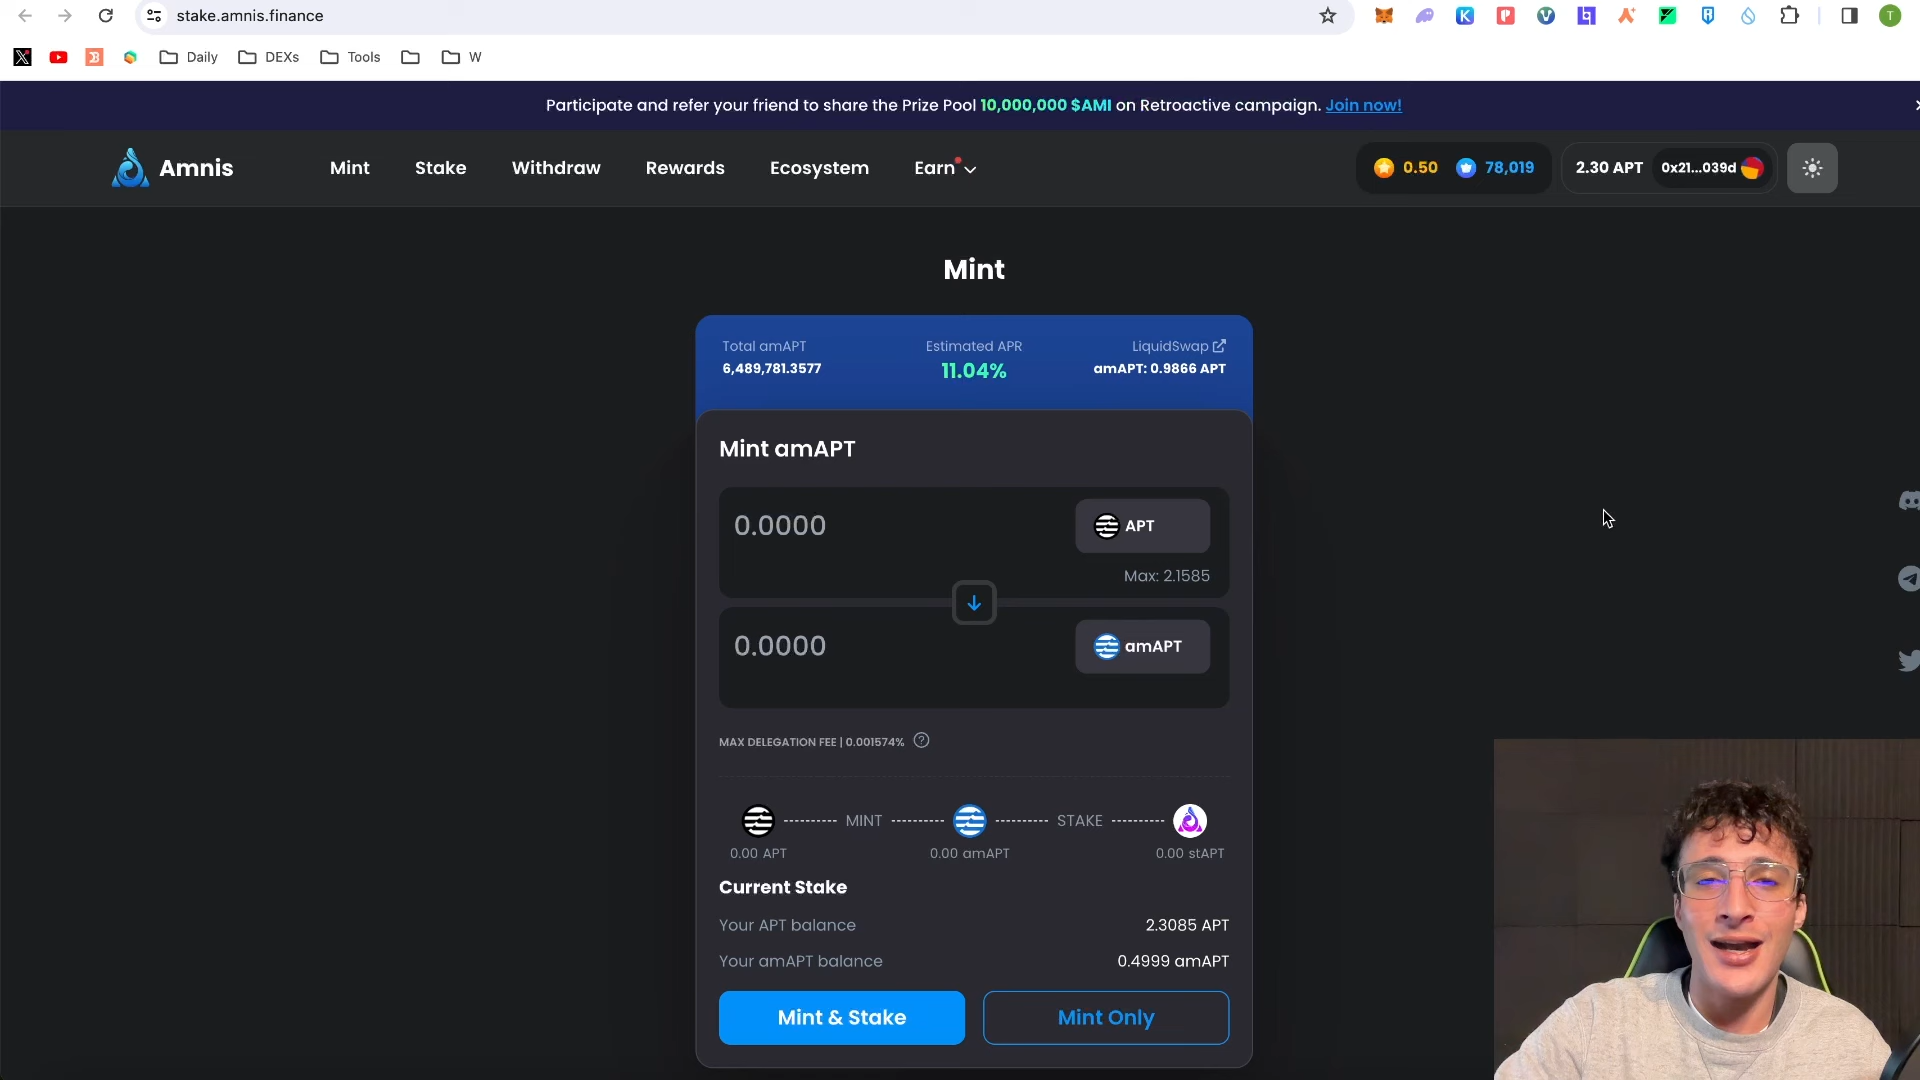 stake.amnis.finance
T
Daily
DEXs
Tools
W
Participate and refer your friend to share the Prize Pool 10,000,000 $AMI on Retroactive campaign. Join now!
Amnis
Mint
Stake
Withdraw
Rewards
Ecosystem
Earn
0.50
78,019
2.30 APT
0x21...039d
Mint
Total amAPT
Estimated APR
LiquidSwap
6,489,781.3577
11.04%
amAPT: 0.9866 APT
Mint amAPT
0.0000
APT
Max: 2.1585
0.0000
amAPT
MAX DELEGATION FEE | 0.001574%
MINT
STAKE
0.00 APT
0.00 amAPT
0.00 stAPT
Current Stake
Your APT balance
2.3085 APT
Your amAPT balance
0.4999 amAPT
Mint & Stake
Mint Only